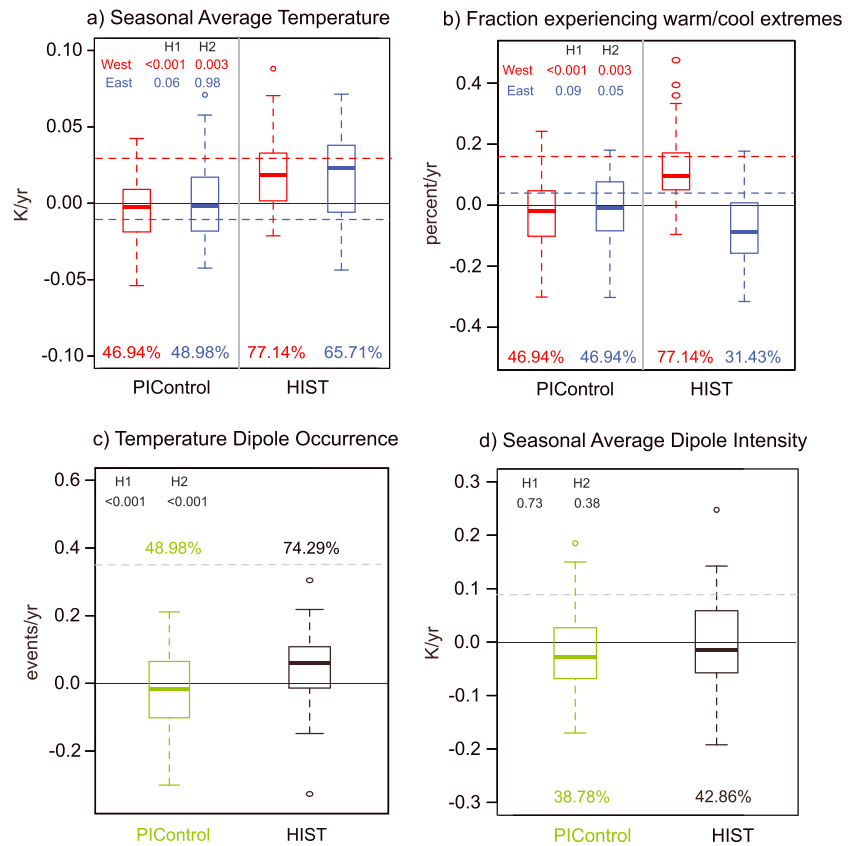 a) Seasonal Average Temperature
H1 H2
West <0.001 0.003
East 0.06 0.98
0.10
0.05
0.00
-0.05
-0.10
K/yr
46.94% 48.98% 77.14% 65.71%
PIControl HIST
b) Fraction experiencing warm/cool extremes
H1 H2
West <0.001 0.003
East 0.09 0.05
0.4
0.2
0.0
-0.2
-0.4
percent/yr
46.94% 46.94% 77.14% 31.43%
PIControl HIST
c) Temperature Dipole Occurrence
H1 H2
<0.001 <0.001
0.6
0.4
0.2
0.0
-0.2
events/yr
48.98% 74.29%
PIControl HIST
d) Seasonal Average Dipole Intensity
H1 H2
0.73 0.38
0.3
0.2
0.1
0.0
-0.1
-0.2
-0.3
K/yr
38.78% 42.86%
PIControl HIST